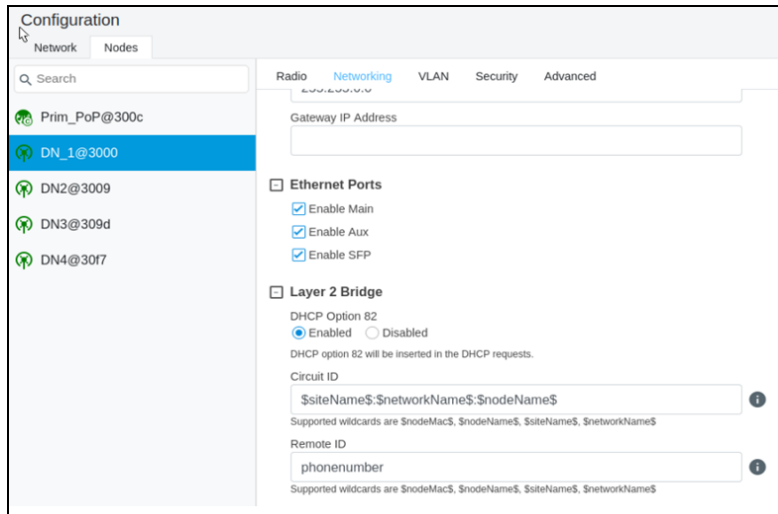 Configuration
Network Nodes
Search
Prim_PoP@300c
DN_1@3000
DN2@3009
DN3@309d
DN4@30f7
Radio Networking VLAN Security Advanced
Gateway IP Address
Ethernet Ports
Enable Main
Enable Aux
Enable SFP
Layer 2 Bridge
DHCP Option 82
Enabled Disabled
DHCP option 82 will be inserted in the DHCP requests.
Circuit ID
$siteName$:$networkName$:$nodeName$
Supported wildcards are $nodeMac$, $nodeName$, $siteName$, $networkName$
Remote ID
phonenumber
Supported wildcards are $nodeMac$, $nodeName$, $siteName$, $networkName$